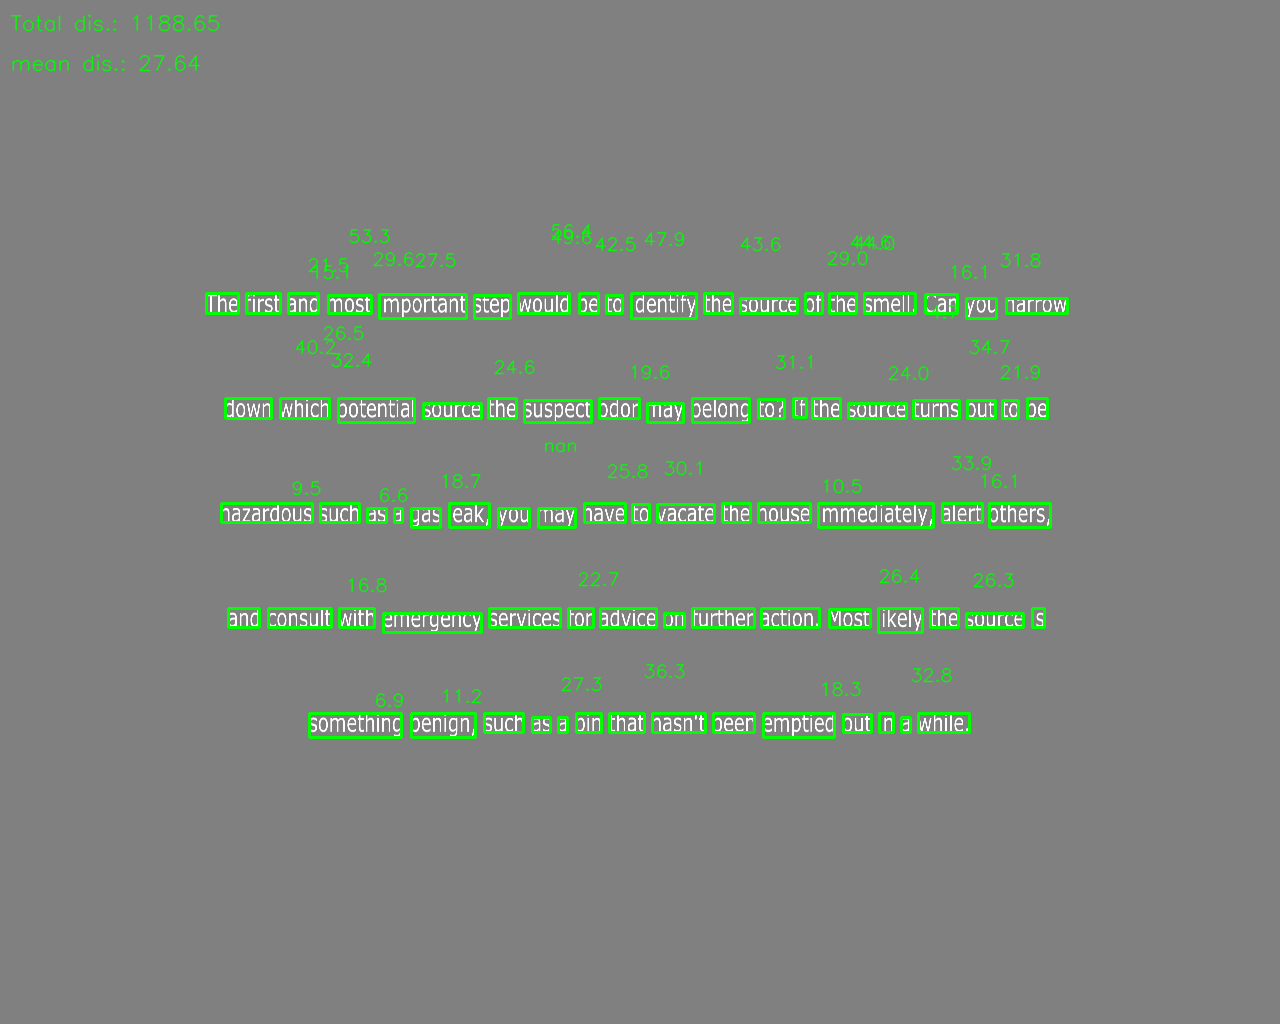 Total dis.: 1188.65
mean dis.: 27.64
21.5 15.1 53.3 29.6 27.5 56.4 42.5 47.9 43.6 29.0 16.1 31.8
The first and most important step would be to identify the source of the smell. Can you narrow
40.2 26.5 32.4 24.6 19.6 31.1 24.0 34.7 21.9
down which potential source the suspect odor may belong to? If the source turns out to be
nan
9.5 6.6 18.7 25.8 30.1 10.5 33.9 16.1
hazardous such as a gas leak, you may have to vacate the house immediately, alert others,
16.8 22.7 26.4 26.3
and consult with emergency services for advice on further action. Most likely the source is
6.9 11.2 27.3 36.3 18.3 32.8
something benign, such as a bin that hasn't been emptied out in a while.